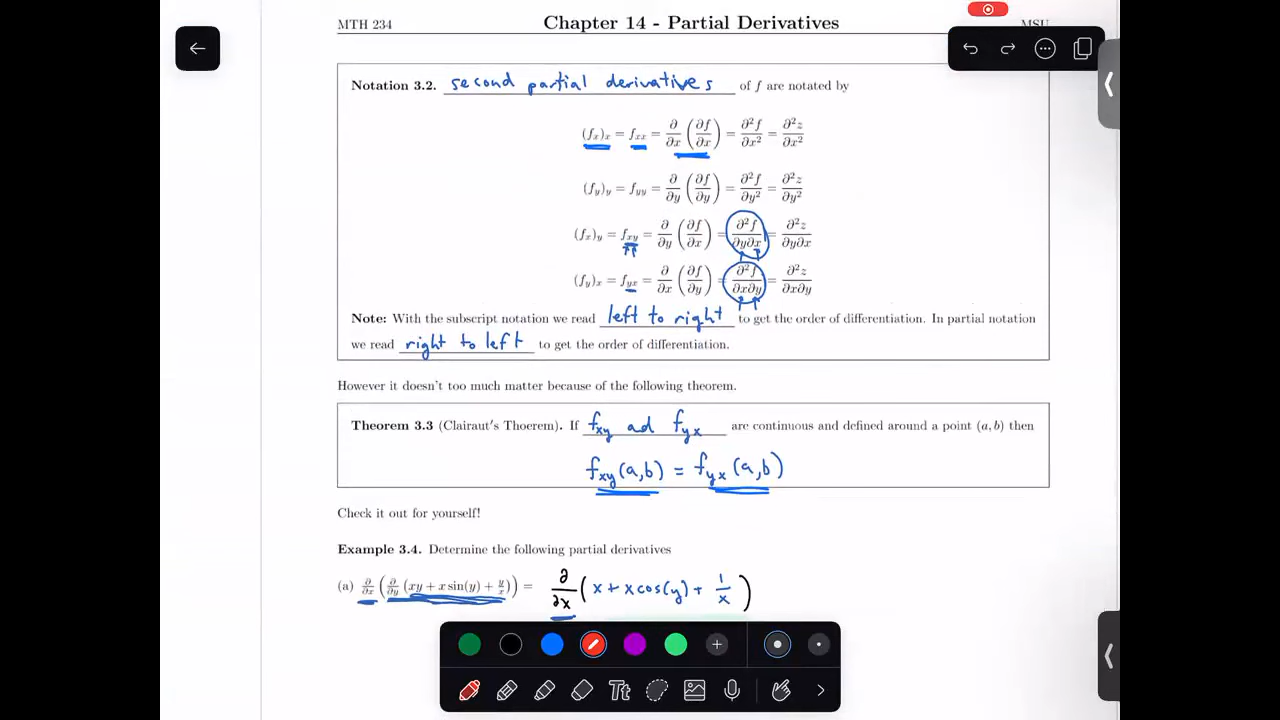 MTH 234 Chapter 14 - Partial Derivatives MSU
Notation 3.2. second partial derivatives of f are notated by
(fₓ)ₓ = fₓₓ = ∂/∂x (∂f/∂x) = ∂²f/∂x² = ∂²z/∂x²
(f_y)_y = f_yy = ∂/∂y (∂f/∂y) = ∂²f/∂y² = ∂²z/∂y²
(f_x)_y = f_xy = ∂/∂y (∂f/∂x) = ∂²f/∂y∂x = ∂²z/∂y∂x
(f_y)_x = f_yx = ∂/∂x (∂f/∂y) = ∂²f/∂x∂y = ∂²z/∂x∂y
Note: With the subscript notation we read left to right to get the order of differentiation. In partial notation
we read right to left to get the order of differentiation.
However it doesn't too much matter because of the following theorem.
Theorem 3.3 (Clairaut's Thoerem). If f_xy ad f_yx are continuous and defined around a point (a, b) then
f_xy(a,b) = f_yx(a,b)
Check it out for yourself!
Example 3.4. Determine the following partial derivatives
(a) ∂/∂x (∂/∂y (xy + x sin(y) + y/x)) = ∂/∂x (x + x cos(y) + 1/x)
Tt